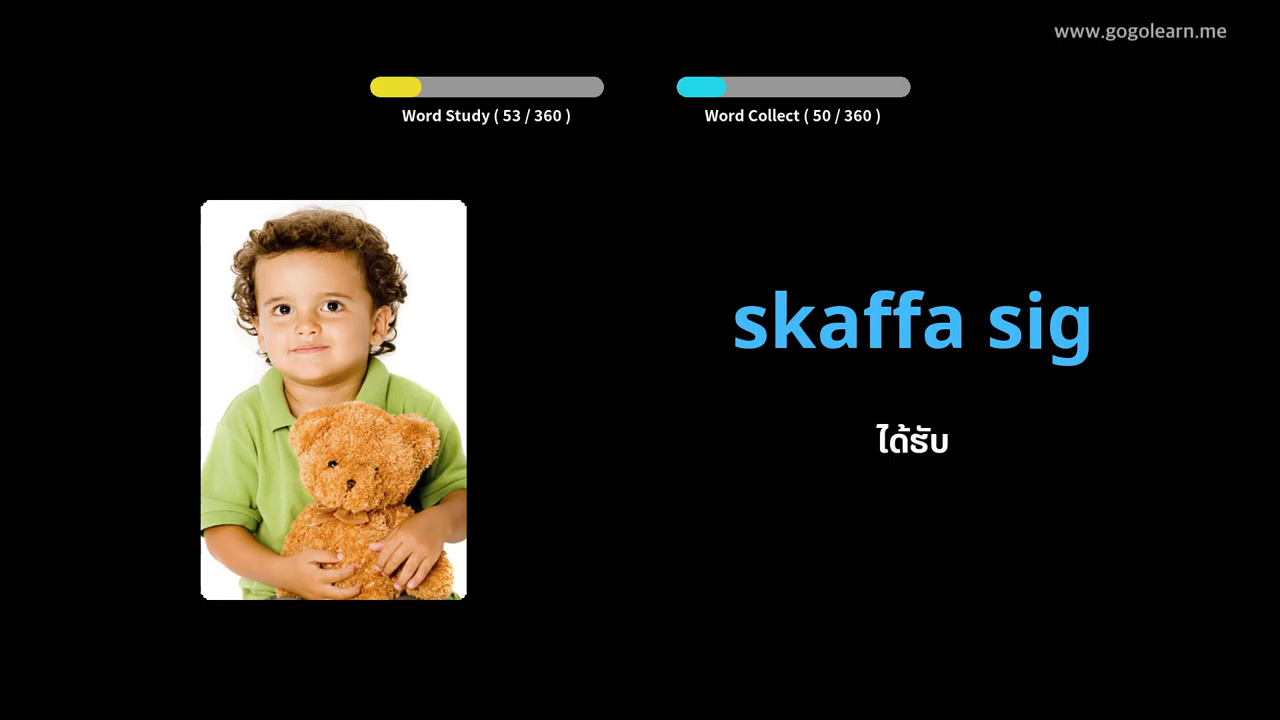 www.gogolearn.me
Word Study ( 53 / 360 )
Word Collect ( 50 / 360 )
skaffa sig
ได้รับ